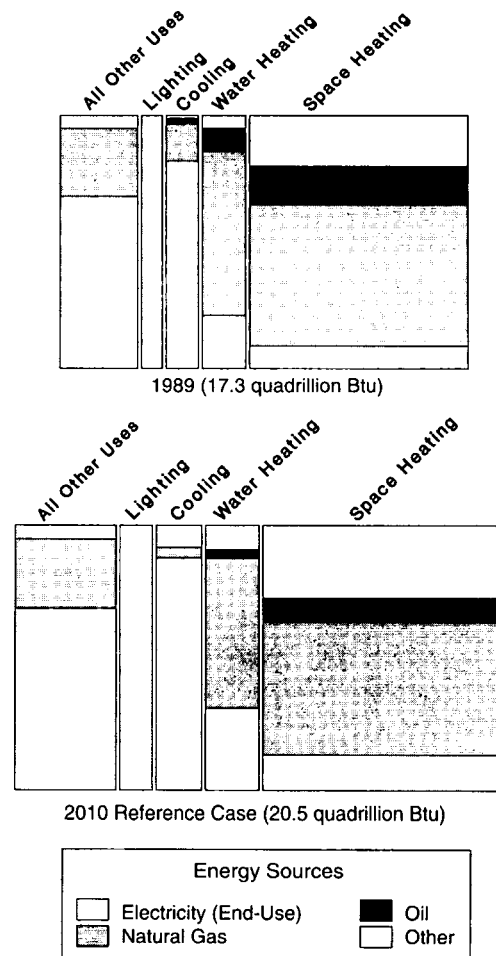 All Other Uses
Lighting
Cooling
Water Heating
Space Heating
1989 (17.3 quadrillion Btu)
All Other Uses
Lighting
Cooling
Water Heating
Space Heating
2010 Reference Case (20.5 quadrillion Btu)
Energy Sources
Electricity (End-Use)
Oil
Natural Gas
Other